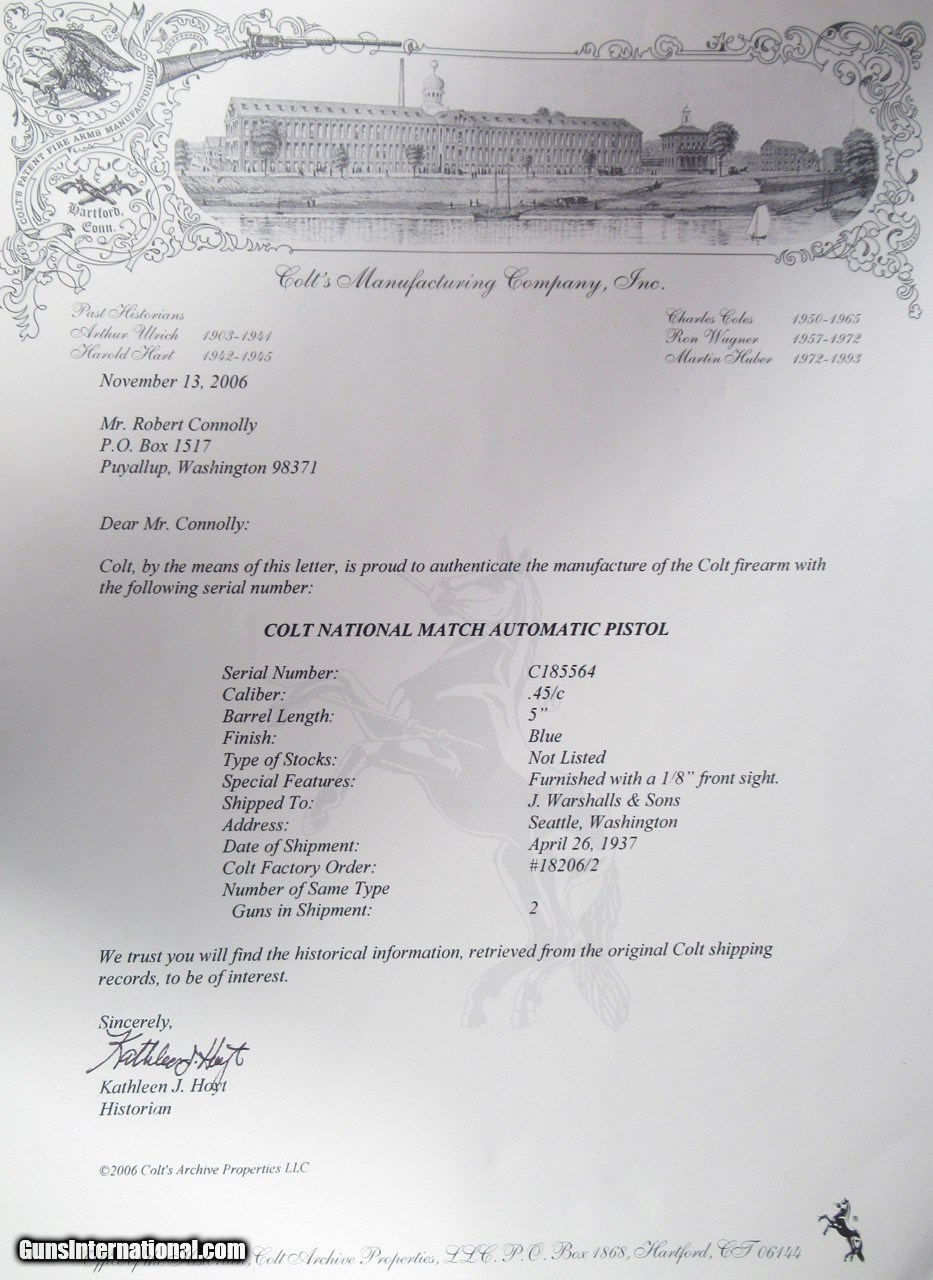 COLT'S PATENT FIRE ARMS MANUFACTURING
Hartford,
Conn.
Colt's Manufacturing Company, Inc.
Past Historians
Arthur Ulrich 1903-1941
Harold Hart 1942-1945
Charles Coles 1950-1965
Ron Wagner 1957-1972
Martin Huber 1972-1993
November 13, 2006
Mr. Robert Connolly
P.O. Box 1517
Puyallup, Washington 98371
Dear Mr. Connolly:
Colt, by the means of this letter, is proud to authenticate the manufacture of the Colt firearm with
the following serial number:
COLT NATIONAL MATCH AUTOMATIC PISTOL
Serial Number: C185564
Caliber: .45/c
Barrel Length: 5”
Finish: Blue
Type of Stocks: Not Listed
Special Features: Furnished with a 1/8” front sight.
Shipped To: J. Warshalls & Sons
Address: Seattle, Washington
Date of Shipment: April 26, 1937
Colt Factory Order: #18206/2
Number of Same Type
Guns in Shipment: 2
We trust you will find the historical information, retrieved from the original Colt shipping
records, to be of interest.
Sincerely,
Kathleen J. Hoyt
Kathleen J. Hoyt
Historian
©2006 Colt's Archive Properties LLC
GunsInternational.com
Colt Archive Properties, LLC. P.O. Box 1868, Hartford, CT 06144